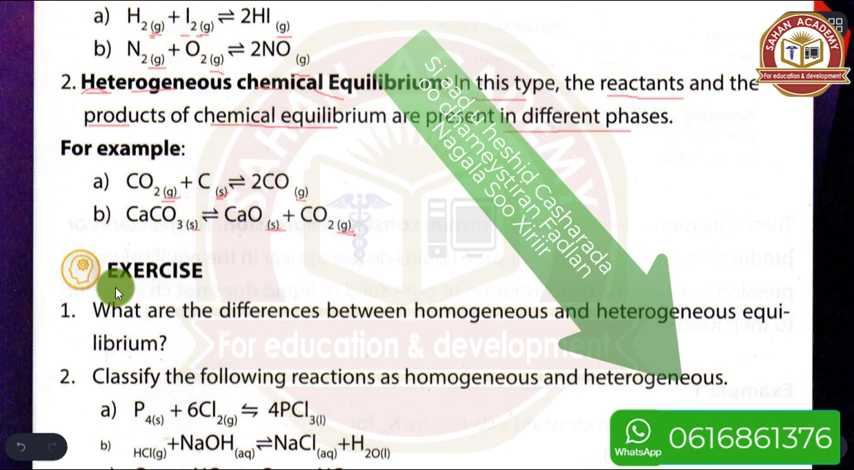 a) H2 (g) + I2 (g) ⇌ 2HI (g)
b) N2(g) + O2(g) ⇌ 2NO (g)
2. Heterogeneous chemical Equilibrium: In this type, the reactants and the
products of chemical equilibrium are present in different phases.
For example:
a) CO2 (g) + C (s) ⇌ 2CO (g)
b) CaCO3 (s) ⇌ CaO (s) + CO2 (g)
EXERCISE
1. What are the differences between homogeneous and heterogeneous equi-
librium?
2. Classify the following reactions as homogeneous and heterogeneous.
a) P4(s) + 6Cl2(g) ⇋ 4PCl3(l)
b) HCl(g) +NaOH (aq) ⇌NaCl (aq) +H2O(l)
Heshid Casharada
oo dhameystiran Fadlan
Nagala Soo Xiriir
SAHAN ACADEMY
For education & development
For education & development
WhatsApp
0616861376